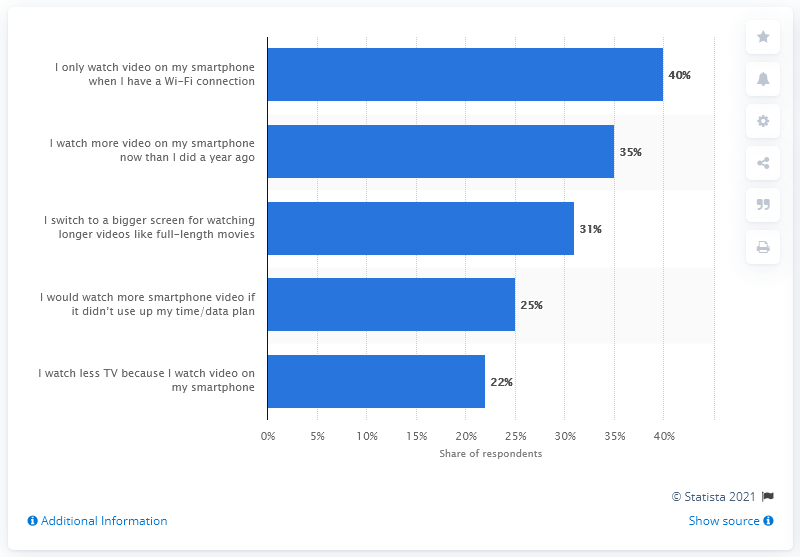 I only watch video on my smartphone
when I have a Wi-Fi connection
40%
I watch more video on my smartphone
now than I did a year ago
35%
I switch to a bigger screen for watching
longer videos like full-length movies
31%
I would watch more smartphone video if
it didn't use up my time/data plan
25%
I watch less TV because I watch video on
my smartphone
22%
0% 5% 10% 15% 20% 25% 30% 35% 40%
Share of respondents
© Statista 2021
Additional Information
Show source